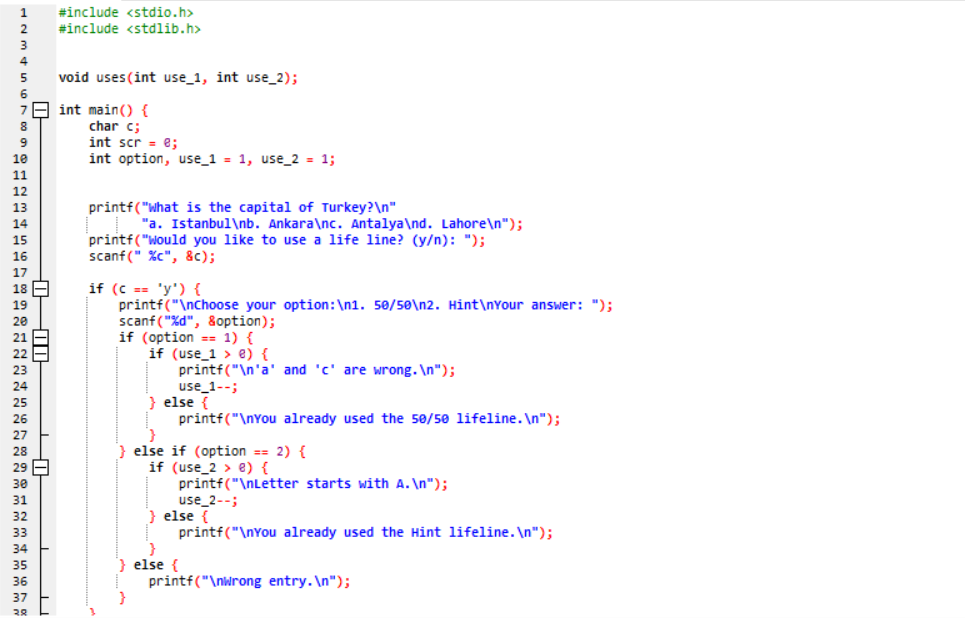 1 #include <stdio.h>
2 #include <stdlib.h>
3
4
5 void uses(int use_1, int use_2);
6
7 int main() {
8 char c;
9 int scr = 0;
10 int option, use_1 = 1, use_2 = 1;
11
12
13 printf("What is the capital of Turkey?\n"
14 "a. Istanbul\nb. Ankara\nc. Antalya\nd. Lahore\n");
15 printf("Would you like to use a life line? (y/n): ");
16 scanf(" %c", &c);
17
18 if (c == 'y') {
19 printf("\nChoose your option:\n1. 50/50\n2. Hint\nYour answer: ");
20 scanf("%d", &option);
21 if (option == 1) {
22 if (use_1 > 0) {
23 printf("\n'a' and 'c' are wrong.\n");
24 use_1--;
25 } else {
26 printf("\nYou already used the 50/50 lifeline.\n");
27 }
28 } else if (option == 2) {
29 if (use_2 > 0) {
30 printf("\nLetter starts with A.\n");
31 use_2--;
32 } else {
33 printf("\nYou already used the Hint lifeline.\n");
34 }
35 } else {
36 printf("\nWrong entry.\n");
37 }
38 }